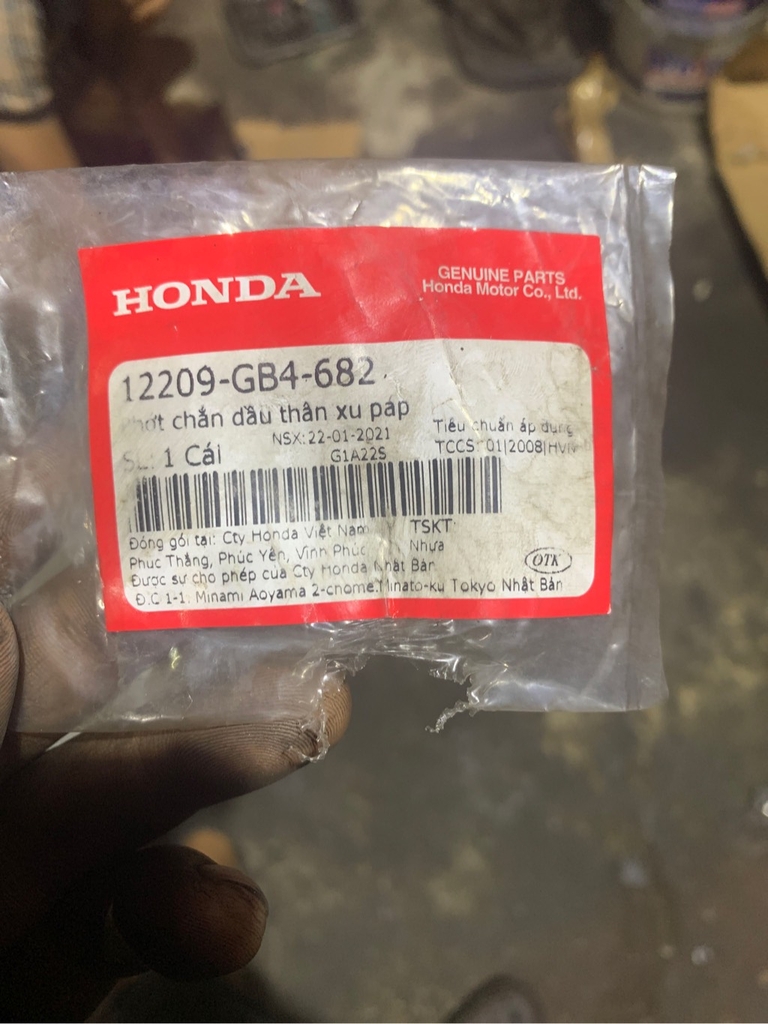 HONDA
GENUINE PARTS
Honda Motor Co., Ltd.
12209-GB4-682
chắn dầu thân xu páp
NSX: 22-01-2021
Tiêu chuẩn áp dụng
SL: 1 Cái
G1A22S
TCCS: 01|2008|HVN
Đóng gói tại: Cty Honda Việt Nam
TSKT:
Phúc Thắng, Phúc Yên, Vĩnh Phúc
Nhựa
Được sự cho phép của Cty Honda Nhật Bản
OTK
Đ.C 1-1, Minami Aoyama 2-chome.Minato-ku Tokyo Nhật Bản